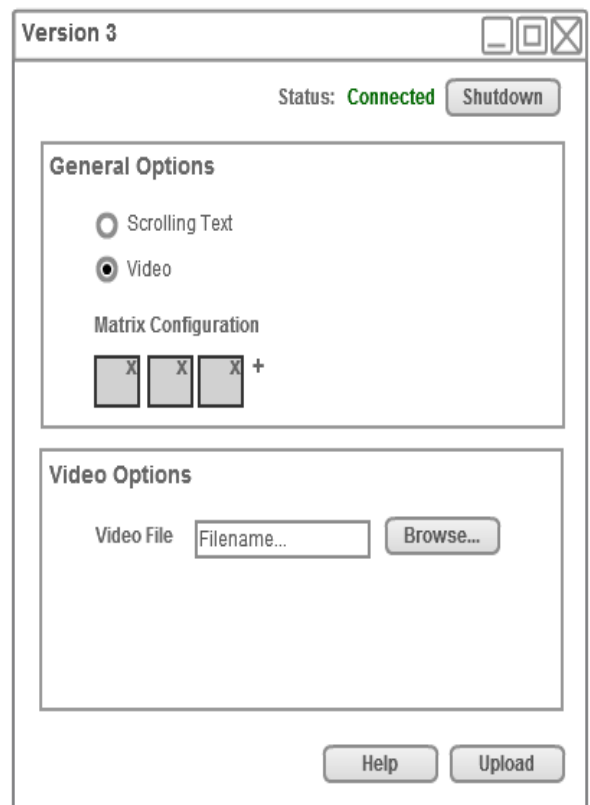 Version 3
Status: Connected Shutdown
General Options
Scrolling Text
Video
Matrix Configuration
X X X +
Video Options
Video File Filename... Browse...
Help Upload